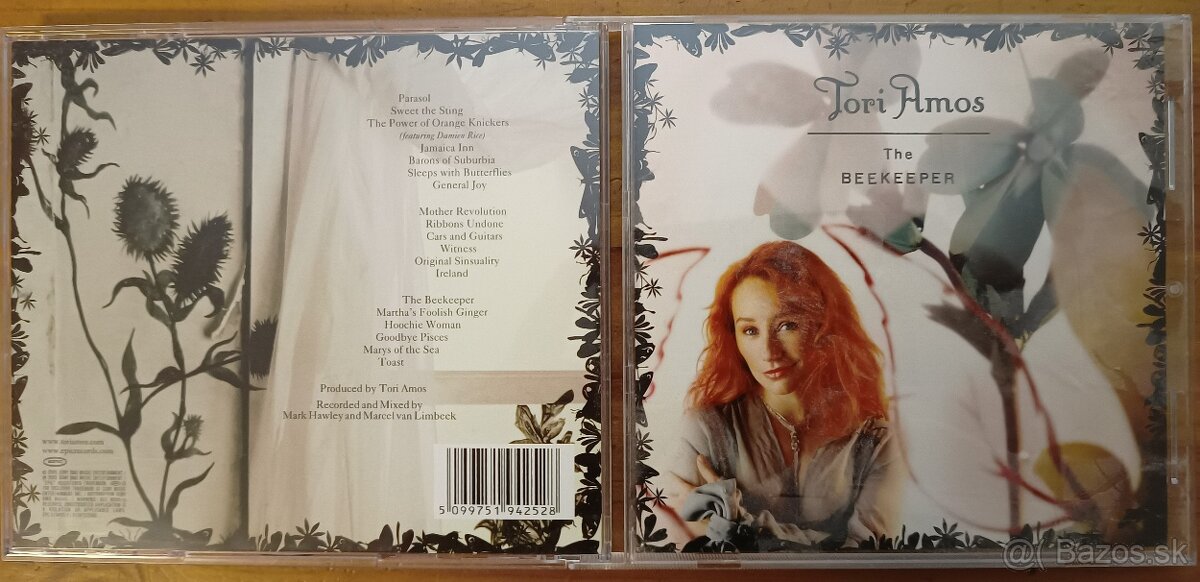 Parasol
Sweet the Sting
The Power of Orange Knickers
(featuring Damien Rice)
Jamaica Inn
Barons of Suburbia
Sleeps with Butterflies
General Joy
Mother Revolution
Ribbons Undone
Cars and Guitars
Witness
Original Sinsuality
Ireland
The Beekeeper
Martha's Foolish Ginger
Hoochie Woman
Goodbye Pisces
Marys of the Sea
Toast
Produced by Tori Amos
Recorded and Mixed by
Mark Hawley and Marcel van Limbeek
www.toriamos.com
www.epicrecords.com
epic
5 099751 942528
Tori Amos
The
BEEKEEPER
@( Bazos.sk